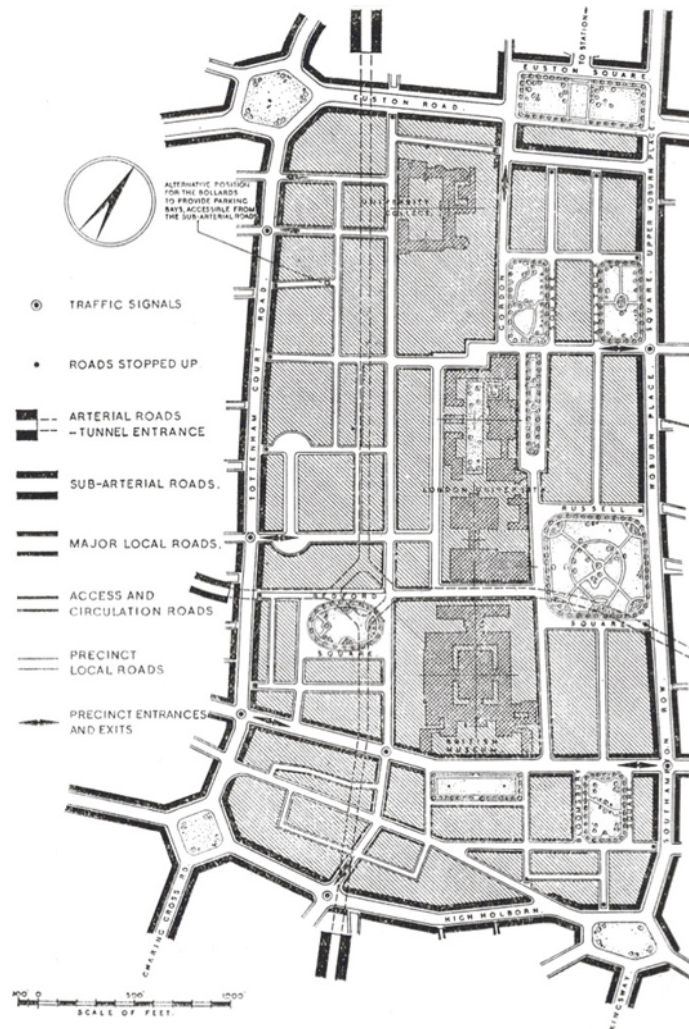 TO STATION
EUSTON SQUARE
EUSTON ROAD.
ALTERNATIVE POSITION
FOR THE BOLLARDS
TO PROVIDE PARKING
BAYS, ACCESSIBLE FROM
THE SUB-ARTERIAL ROADS
UNIVERSITY
COLLEGE.
UPPER WOBURN PLACE
SQUARE
GORDON
TRAFFIC SIGNALS
ROADS STOPPED UP
ARTERIAL ROADS
-TUNNEL ENTRANCE
SUB-ARTERIAL ROADS.
MAJOR LOCAL ROADS.
ACCESS AND
CIRCULATION ROADS
PRECINCT
LOCAL ROADS
PRECINCT ENTRANCES
AND EXITS
TOTTENHAM COURT ROAD
WOBURN PLACE.
LONDON UNIVERSITY
RUSSELL
SQUARE
BEDFORD
SQUARE
BRITISH
MUSEUM
SOUTHAMPTON ROW.
SQUARE
CHARING CROSS RD
HIGH HOLBORN.
KINGSWAY
100' 0 500' 1200'
SCALE OF FEET.